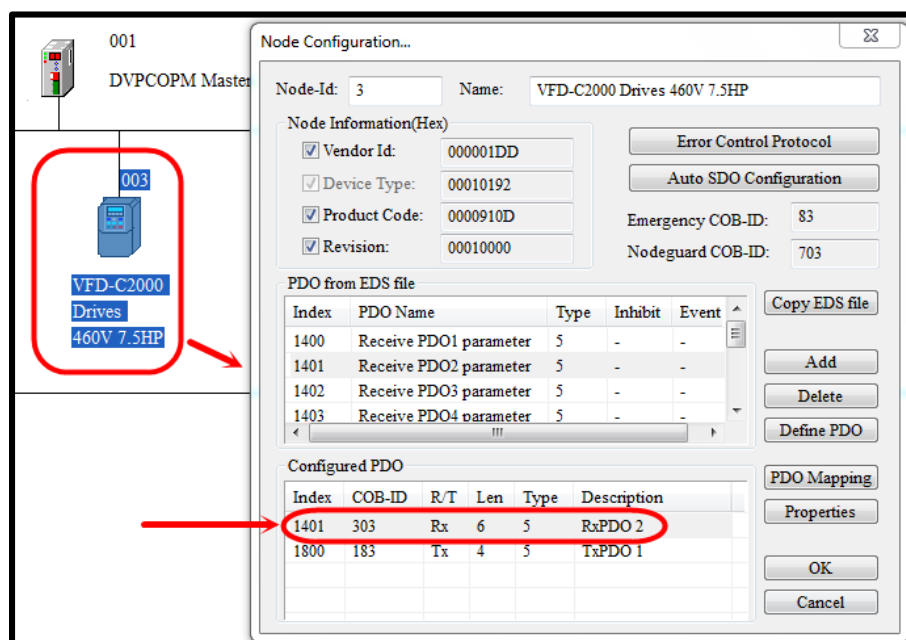 001
DVPCOPM Master
003
VFD-C2000
Drives
460V 7.5HP
Node Configuration...
Node-Id: 3 Name: VFD-C2000 Drives 460V 7.5HP
Node Information(Hex)
Vendor Id: 000001DD
Device Type: 00010192
Product Code: 0000910D
Revision: 00010000
Error Control Protocol
Auto SDO Configuration
Emergency COB-ID: 83
Nodeguard COB-ID: 703
PDO from EDS file
Index PDO Name Type Inhibit Event
1400 Receive PDO1 parameter 5 - -
1401 Receive PDO2 parameter 5 - -
1402 Receive PDO3 parameter 5 - -
1403 Receive PDO4 parameter 5 - -
Copy EDS file
Add
Delete
Define PDO
Configured PDO
Index COB-ID R/T Len Type Description
1401 303 Rx 6 5 RxPDO 2
1800 183 Tx 4 5 TxPDO 1
PDO Mapping
Properties
OK
Cancel